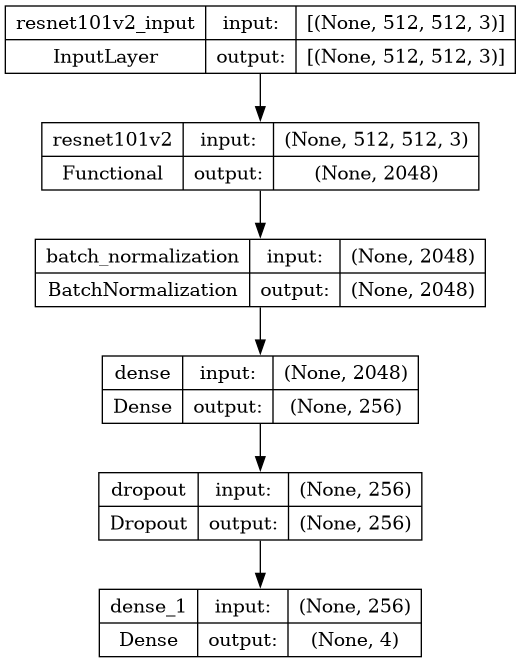 resnet101v2_input input: [(None, 512, 512, 3)]
InputLayer output: [(None, 512, 512, 3)]
resnet101v2 input: (None, 512, 512, 3)
Functional output: (None, 2048)
batch_normalization input: (None, 2048)
BatchNormalization output: (None, 2048)
dense input: (None, 2048)
Dense output: (None, 256)
dropout input: (None, 256)
Dropout output: (None, 256)
dense_1 input: (None, 256)
Dense output: (None, 4)